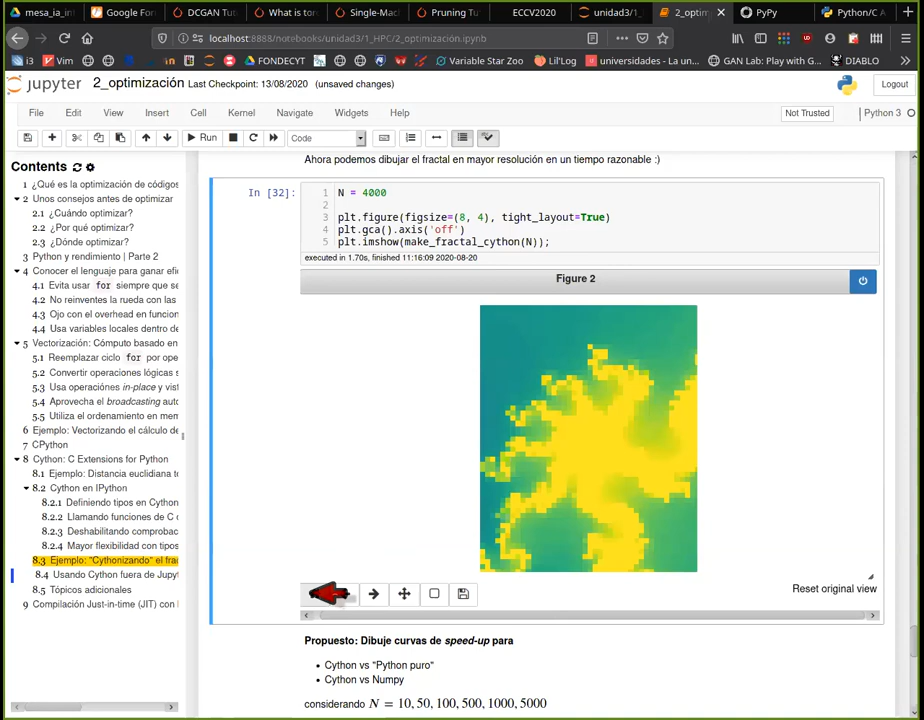 mesa_ia_in
Google Form
DCGAN Tut
What is torc
Single-Mac
Pruning Tut
ECCV2020
unidad3/1_
2_optim
PyPy
Python/C A
localhost:8888/notebooks/unidad3/1_HPC/2_optimización.ipynb
i3
Vim
FONDECYT
Variable Star Zoo
Lil'Log
universidades - La un...
GAN Lab: Play with G...
DIABLO
jupyter 2_optimización Last Checkpoint: 13/08/2020 (unsaved changes)
Logout
File Edit View Insert Cell Kernel Navigate Widgets Help
Not Trusted
Python 3
Run
Code
Contents
1 ¿Qué es la optimización de códigos
2 Unos consejos antes de optimizar
2.1 ¿Cuándo optimizar?
2.2 ¿Por qué optimizar?
2.3 ¿Dónde optimizar?
3 Python y rendimiento | Parte 2
4 Conocer el lenguaje para ganar efic
4.1 Evita usar for siempre que se
4.2 No reinventes la rueda con las
4.3 Ojo con el overhead en funcion
4.4 Usa variables locales dentro de
5 Vectorización: Cómputo basado en
5.1 Reemplazar ciclo for por ope
5.2 Convertir operaciones lógicas s
5.3 Usa operaciónes in-place y vist
5.4 Aprovecha el broadcasting auto
5.5 Utiliza el ordenamiento en mem
6 Ejemplo: Vectorizando el cálculo de
7 CPython
8 Cython: C Extensions for Python
8.1 Ejemplo: Distancia euclidiana to
8.2 Cython en IPython
8.2.1 Definiendo tipos en Cython
8.2.2 Llamando funciones de C d
8.2.3 Deshabilitando comprobac
8.2.4 Mayor flexibilidad con tipos
8.3 Ejemplo: "Cythonizando" el frac
8.4 Usando Cython fuera de Jupyt
8.5 Tópicos adicionales
9 Compilación Just-in-time (JIT) con l
Ahora podemos dibujar el fractal en mayor resolución en un tiempo razonable :)
In [32]:
1 N = 4000
2
3 plt.figure(figsize=(8, 4), tight_layout=True)
4 plt.gca().axis('off')
5 plt.imshow(make_fractal_cython(N));
executed in 1.70s, finished 11:16:09 2020-08-20
Figure 2
Reset original view
Propuesto: Dibuje curvas de speed-up para
• Cython vs "Python puro"
• Cython vs Numpy
considerando N = 10, 50, 100, 500, 1000, 5000